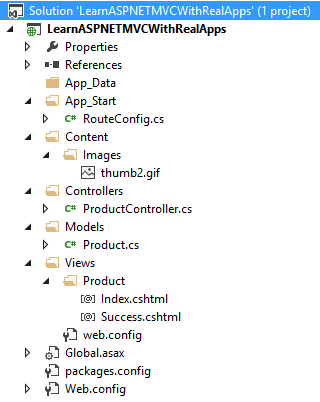 Solution 'LearnASPNETMVCWithRealApps' (1 project)
LearnASPNETMVCWithRealApps
Properties
References
App_Data
App_Start
RouteConfig.cs
Content
Images
thumb2.gif
Controllers
ProductController.cs
Models
Product.cs
Views
Product
Index.cshtml
Success.cshtml
web.config
Global.asax
packages.config
Web.config